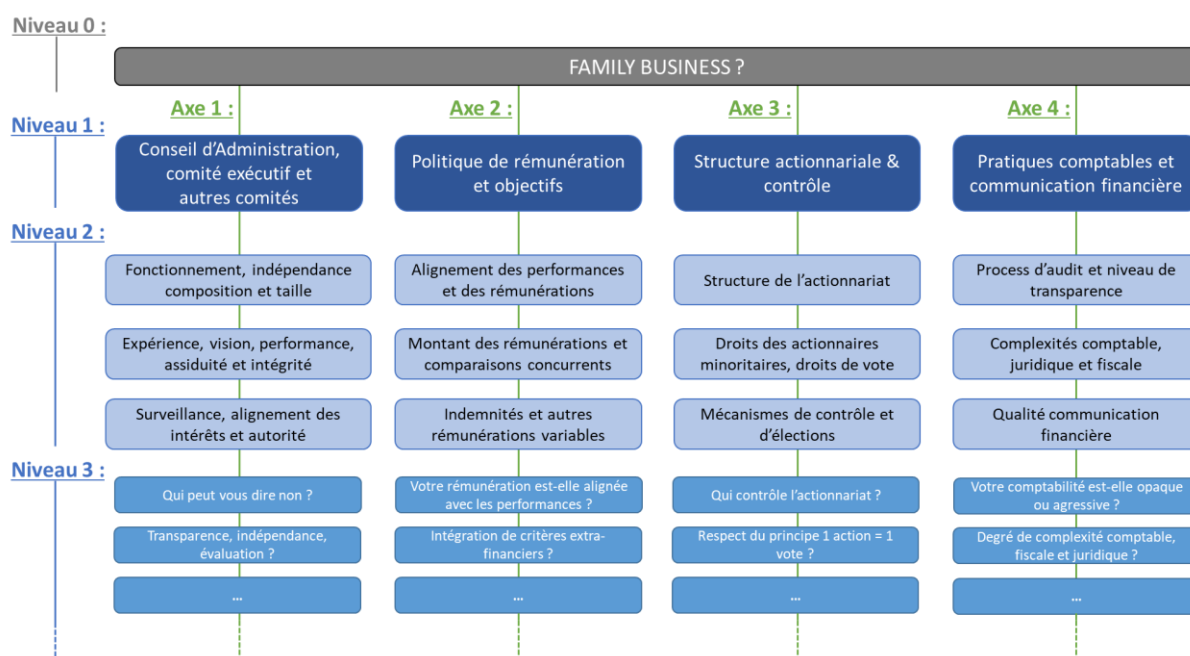 Niveau 0 :
FAMILY BUSINESS ?
Axe 1 :
Axe 2 :
Axe 3 :
Axe 4 :
Niveau 1 :
Conseil d’Administration,
comité exécutif et
autres comités
Politique de rémunération
et objectifs
Structure actionnariale &
contrôle
Pratiques comptables et
communication financière
Niveau 2 :
Fonctionnement, indépendance
composition et taille
Alignement des performances
et des rémunérations
Structure de l’actionnariat
Process d’audit et niveau de
transparence
Expérience, vision, performance,
assiduité et intégrité
Montant des rémunérations et
comparaisons concurrents
Droits des actionnaires
minoritaires, droits de vote
Complexités comptable,
juridique et fiscale
Surveillance, alignement des
intérêts et autorité
Indemnités et autres
rémunérations variables
Mécanismes de contrôle et
d’élections
Qualité communication
financière
Niveau 3 :
Qui peut vous dire non ?
Votre rémunération est-elle alignée
avec les performances ?
Qui contrôle l’actionnariat ?
Votre comptabilité est-elle opaque
ou agressive ?
Transparence, indépendance,
évaluation ?
Intégration de critères extra-
financiers ?
Respect du principe 1 action = 1
vote ?
Degré de complexité comptable,
fiscale et juridique ?
...
...
...
...